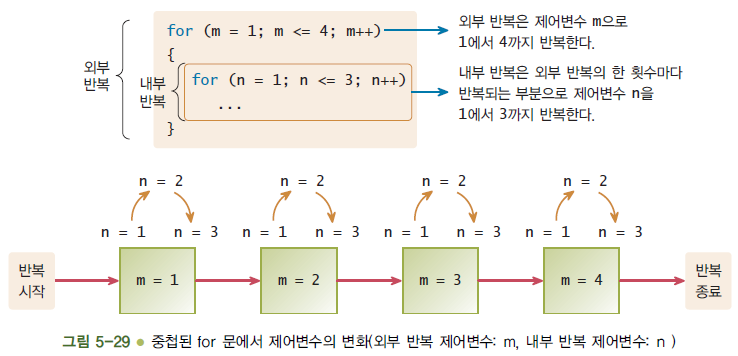 for (m = 1; m <= 4; m++)
{
for (n = 1; n <= 3; n++)
...
}
외부
반복
내부
반복
외부 반복은 제어변수 m으로
1에서 4까지 반복한다.
내부 반복은 외부 반복의 한 횟수마다
반복되는 부분으로 제어변수 n을
1에서 3까지 반복한다.
n = 2 n = 2 n = 2 n = 2
n = 1 n = 3 n = 1 n = 3 n = 1 n = 3 n = 1 n = 3
반복
시작
m = 1 m = 2 m = 3 m = 4
반복
종료
그림 5-29 ● 중첩된 for 문에서 제어변수의 변화(외부 반복 제어변수: m, 내부 반복 제어변수: n )